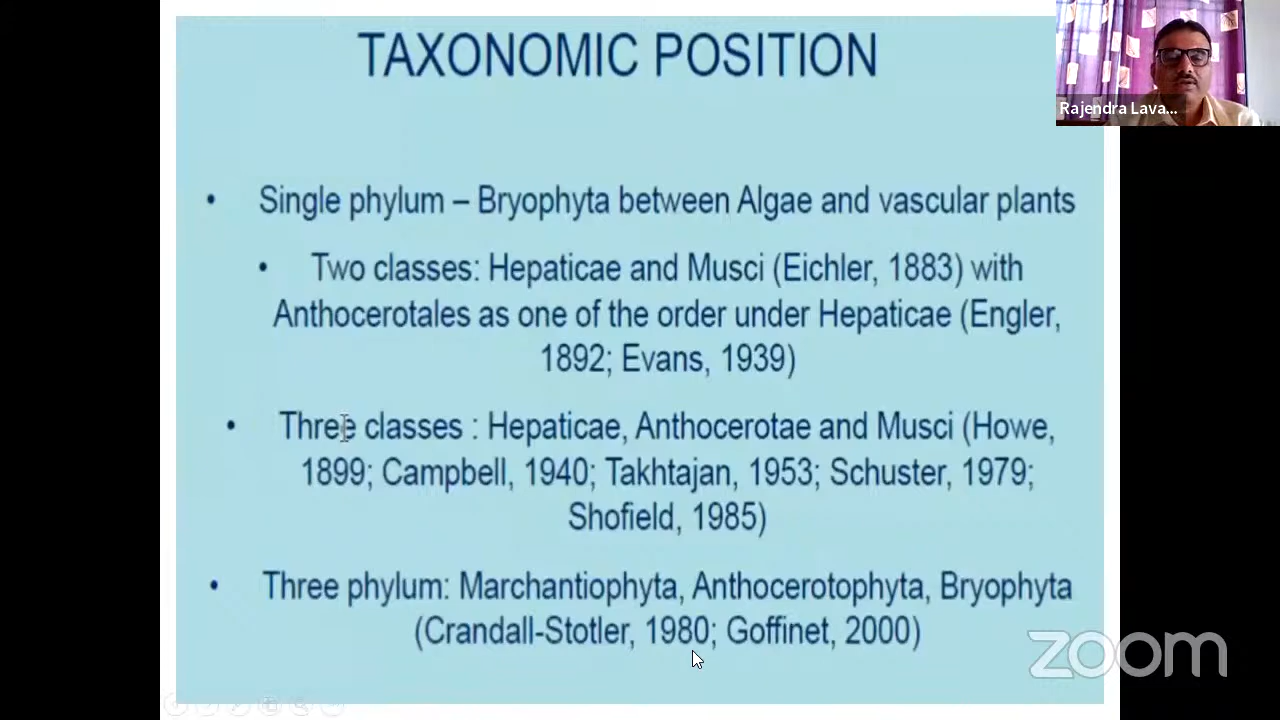 TAXONOMIC POSITION
Rajendra Lava...
• Single phylum – Bryophyta between Algae and vascular plants
• Two classes: Hepaticae and Musci (Eichler, 1883) with
Anthocerotales as one of the order under Hepaticae (Engler,
1892; Evans, 1939)
• Three classes : Hepaticae, Anthocerotae and Musci (Howe,
1899; Campbell, 1940; Takhtajan, 1953; Schuster, 1979;
Shofield, 1985)
• Three phylum: Marchantiophyta, Anthocerotophyta, Bryophyta
(Crandall-Stotler, 1980; Goffinet, 2000)
zoom